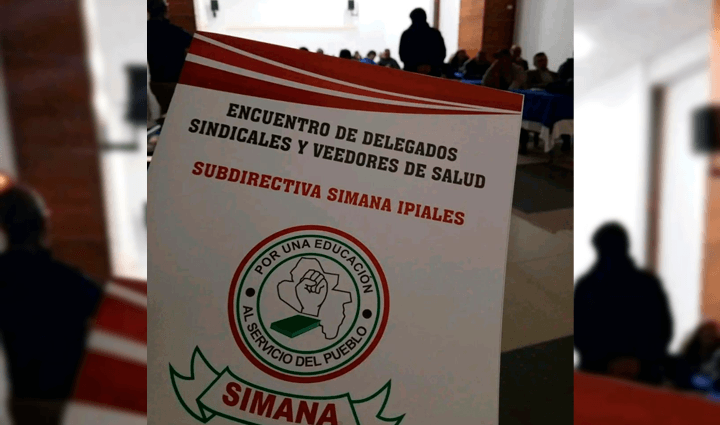 ENCUENTRO DE DELEGADOS
SINDICALES Y VEEDORES DE SALUD
SUBDIRECTIVA SIMANA IPIALES
POR UNA EDUCACIÓN
AL SERVICIO DEL PUEBLO
SIMANA